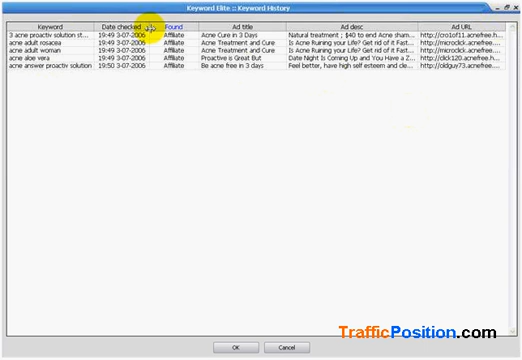 Keyword Elite :: Keyword History
Keyword Date checked Found Ad title Ad desc Ad URL
3 acne proactiv solution st... 19:49 3-07-2006 Affiliate Acne Cure in 3 Days Natural treatment ; $40 to end Acne sham... http://cro1of11.acnefree.h...
acne adult rosacea 19:49 3-07-2006 Affiliate Acne Treatment and Cure Is Acne Ruining your Life? Get rid of it Fast... http://microclick.acnefree....
acne adult woman 19:49 3-07-2006 Affiliate Acne Treatment and Cure Is Acne Ruining your Life? Get rid of it Fast... http://microclick.acnefree....
acne aloe vera 19:49 3-07-2006 Affiliate Proactive is Great But Date Night Is Coming Up and You Have a Z... http://click120.acnefree.h...
acne answer proactiv solution 19:50 3-07-2006 Affiliate Be acne free in 3 days Feel better, have high self esteem and cle... http://oldguy73.acnefree....
TrafficPosition.com
OK Cancel